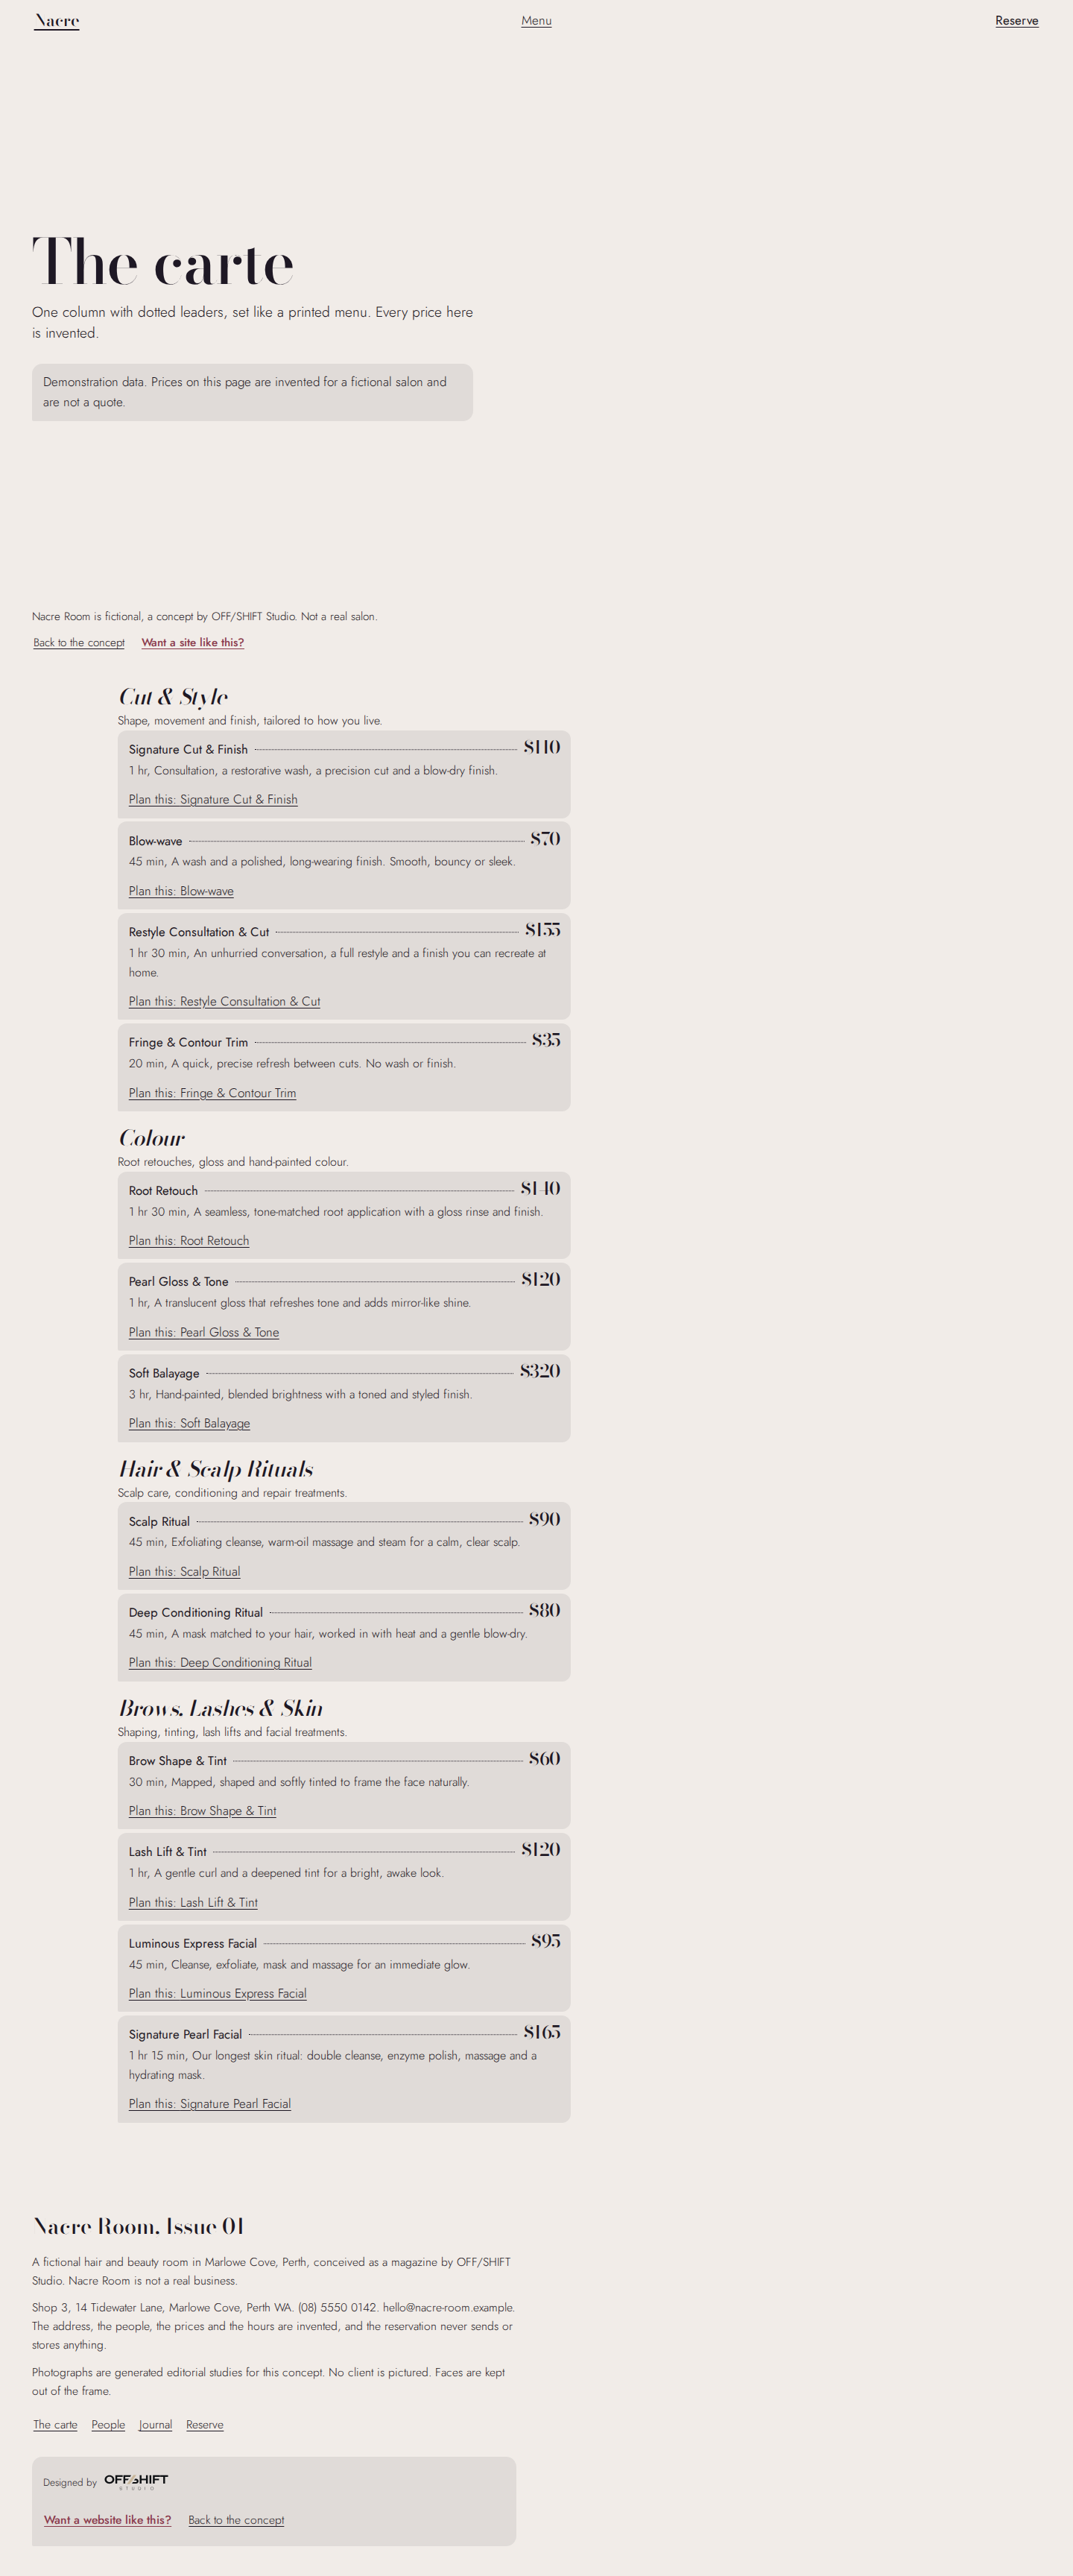 Nacre
Menu
Reserve
The carte
One column with dotted leaders, set like a printed menu. Every price here
is invented.
Demonstration data. Prices on this page are invented for a fictional salon and
are not a quote.
Nacre Room is fictional, a concept by OFF/SHIFT Studio. Not a real salon.
Back to the concept Want a site like this?
Cut & Style
Shape, movement and finish, tailored to how you live.
Signature Cut & Finish $110
1 hr, Consultation, a restorative wash, a precision cut and a blow-dry finish.
Plan this: Signature Cut & Finish
Blow-wave $70
45 min, A wash and a polished, long-wearing finish. Smooth, bouncy or sleek.
Plan this: Blow-wave
Restyle Consultation & Cut $155
1 hr 30 min, An unhurried conversation, a full restyle and a finish you can recreate at
home.
Plan this: Restyle Consultation & Cut
Fringe & Contour Trim $35
20 min, A quick, precise refresh between cuts. No wash or finish.
Plan this: Fringe & Contour Trim
Colour
Root retouches, gloss and hand-painted colour.
Root Retouch $140
1 hr 30 min, A seamless, tone-matched root application with a gloss rinse and finish.
Plan this: Root Retouch
Pearl Gloss & Tone $120
1 hr, A translucent gloss that refreshes tone and adds mirror-like shine.
Plan this: Pearl Gloss & Tone
Soft Balayage $320
3 hr, Hand-painted, blended brightness with a toned and styled finish.
Plan this: Soft Balayage
Hair & Scalp Rituals
Scalp care, conditioning and repair treatments.
Scalp Ritual $90
45 min, Exfoliating cleanse, warm-oil massage and steam for a calm, clear scalp.
Plan this: Scalp Ritual
Deep Conditioning Ritual $80
45 min, A mask matched to your hair, worked in with heat and a gentle blow-dry.
Plan this: Deep Conditioning Ritual
Brows, Lashes & Skin
Shaping, tinting, lash lifts and facial treatments.
Brow Shape & Tint $60
30 min, Mapped, shaped and softly tinted to frame the face naturally.
Plan this: Brow Shape & Tint
Lash Lift & Tint $120
1 hr, A gentle curl and a deepened tint for a bright, awake look.
Plan this: Lash Lift & Tint
Luminous Express Facial $95
45 min, Cleanse, exfoliate, mask and massage for an immediate glow.
Plan this: Luminous Express Facial
Signature Pearl Facial $165
1 hr 15 min, Our longest skin ritual: double cleanse, enzyme polish, massage and a
hydrating mask.
Plan this: Signature Pearl Facial
Nacre Room, Issue 01
A fictional hair and beauty room in Marlowe Cove, Perth, conceived as a magazine by OFF/SHIFT
Studio. Nacre Room is not a real business.
Shop 3, 14 Tidewater Lane, Marlowe Cove, Perth WA. (08) 5550 0142. hello@nacre-room.example.
The address, the people, the prices and the hours are invented, and the reservation never sends or
stores anything.
Photographs are generated editorial studies for this concept. No client is pictured. Faces are kept
out of the frame.
The carte People Journal Reserve
Designed by OFF/SHIFT
STUDIO
Want a website like this? Back to the concept